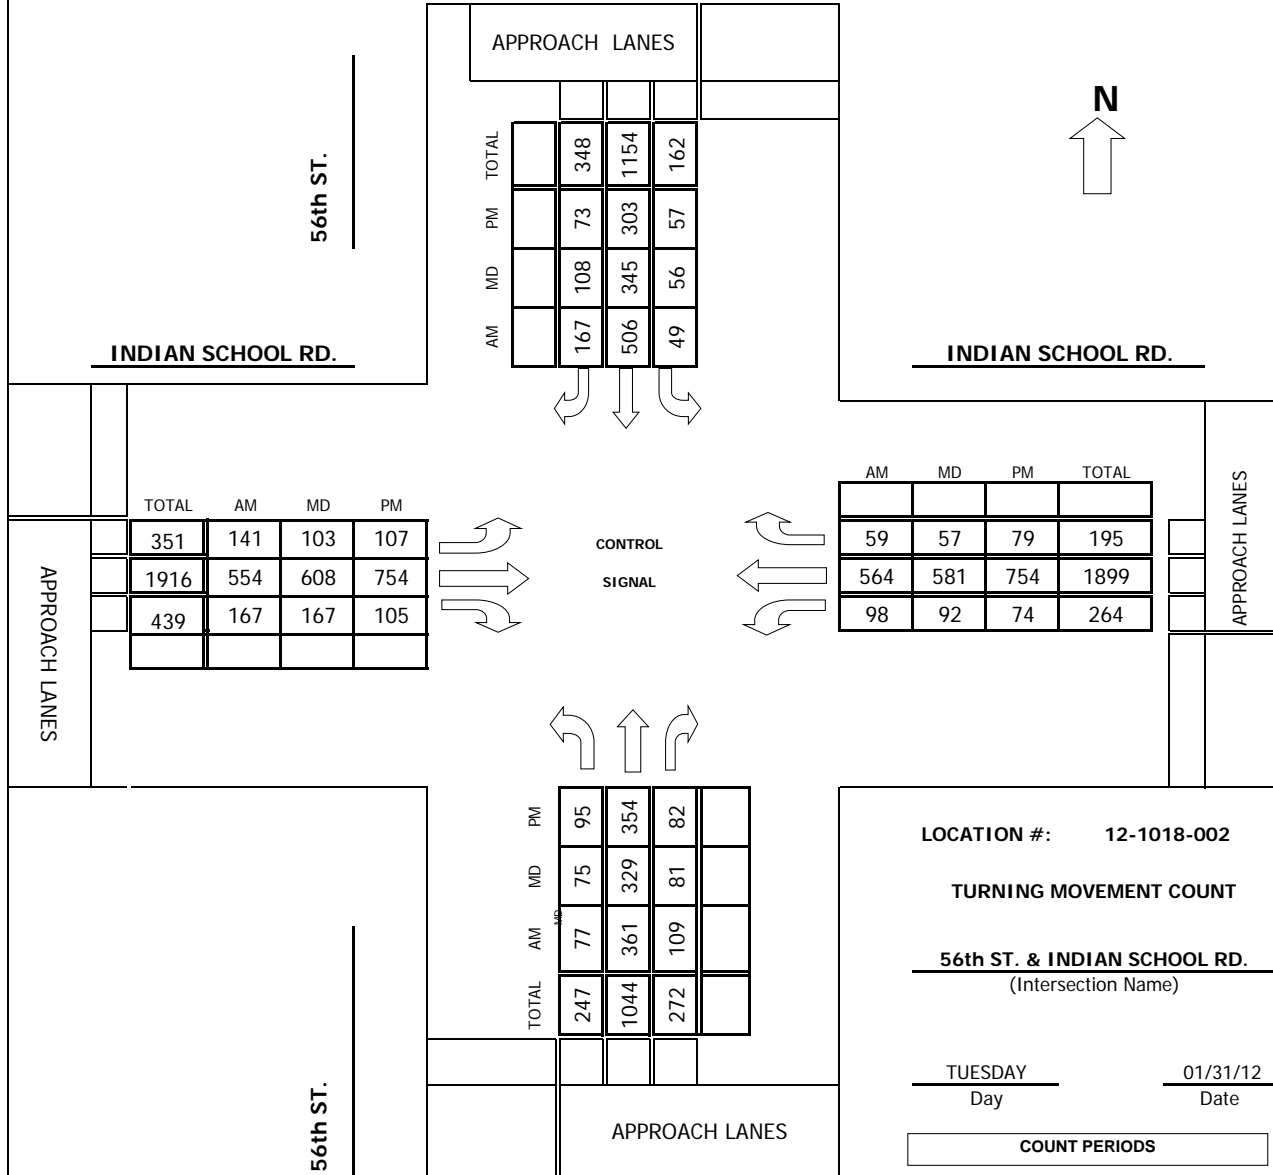 APPROACH LANES
N
56th ST.
TOTAL 348 1154 162
PM 73 303 57
MD 108 345 56
AM 167 506 49
INDIAN SCHOOL RD.
INDIAN SCHOOL RD.
TOTAL AM MD PM
351 141 103 107
1916 554 608 754
439 167 167 105
APPROACH LANES
CONTROL
SIGNAL
AM MD PM TOTAL
59 57 79 195
564 581 754 1899
98 92 74 264
APPROACH LANES
PM 95 354 82
MD 75 329 81
MD
AM 77 361 109
TOTAL 247 1044 272
56th ST.
APPROACH LANES
LOCATION #: 12-1018-002
TURNING MOVEMENT COUNT
56th ST. & INDIAN SCHOOL RD.
(Intersection Name)
TUESDAY 01/31/12
Day Date
COUNT PERIODS